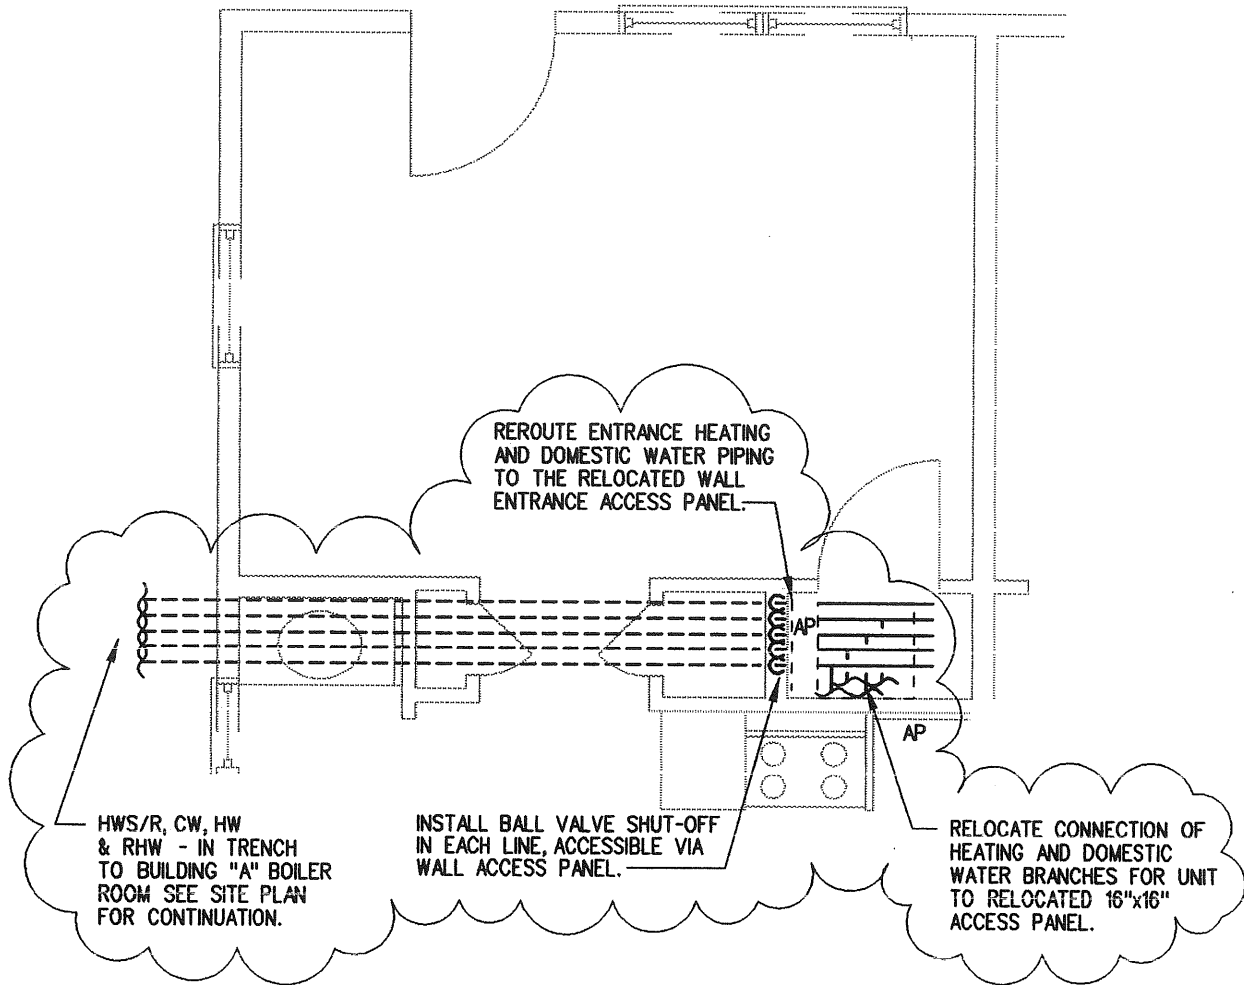 REROUTE ENTRANCE HEATING
AND DOMESTIC WATER PIPING
TO THE RELOCATED WALL
ENTRANCE ACCESS PANEL.
AP
AP
HWS/R, CW, HW
& RHW - IN TRENCH
TO BUILDING "A" BOILER
ROOM SEE SITE PLAN
FOR CONTINUATION.
INSTALL BALL VALVE SHUT-OFF
IN EACH LINE, ACCESSIBLE VIA
WALL ACCESS PANEL.
RELOCATE CONNECTION OF
HEATING AND DOMESTIC
WATER BRANCHES FOR UNIT
TO RELOCATED 16"x16"
ACCESS PANEL.